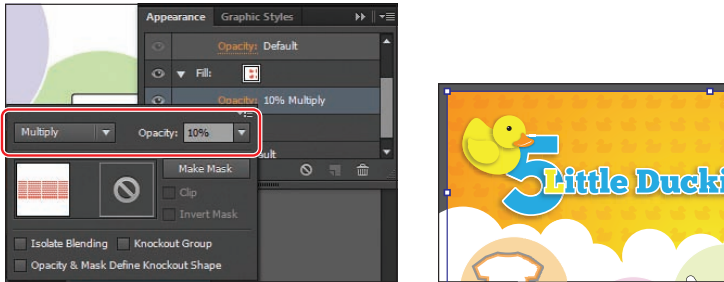 Appearance Graphic Styles
Opacity: Default
Fill:
Opacity: 10% Multiply
Multiply Opacity: 10%
Make Mask
Clip
Invert Mask
Isolate Blending Knockout Group
Opacity & Mask Define Knockout Shape
5 Little Ducki